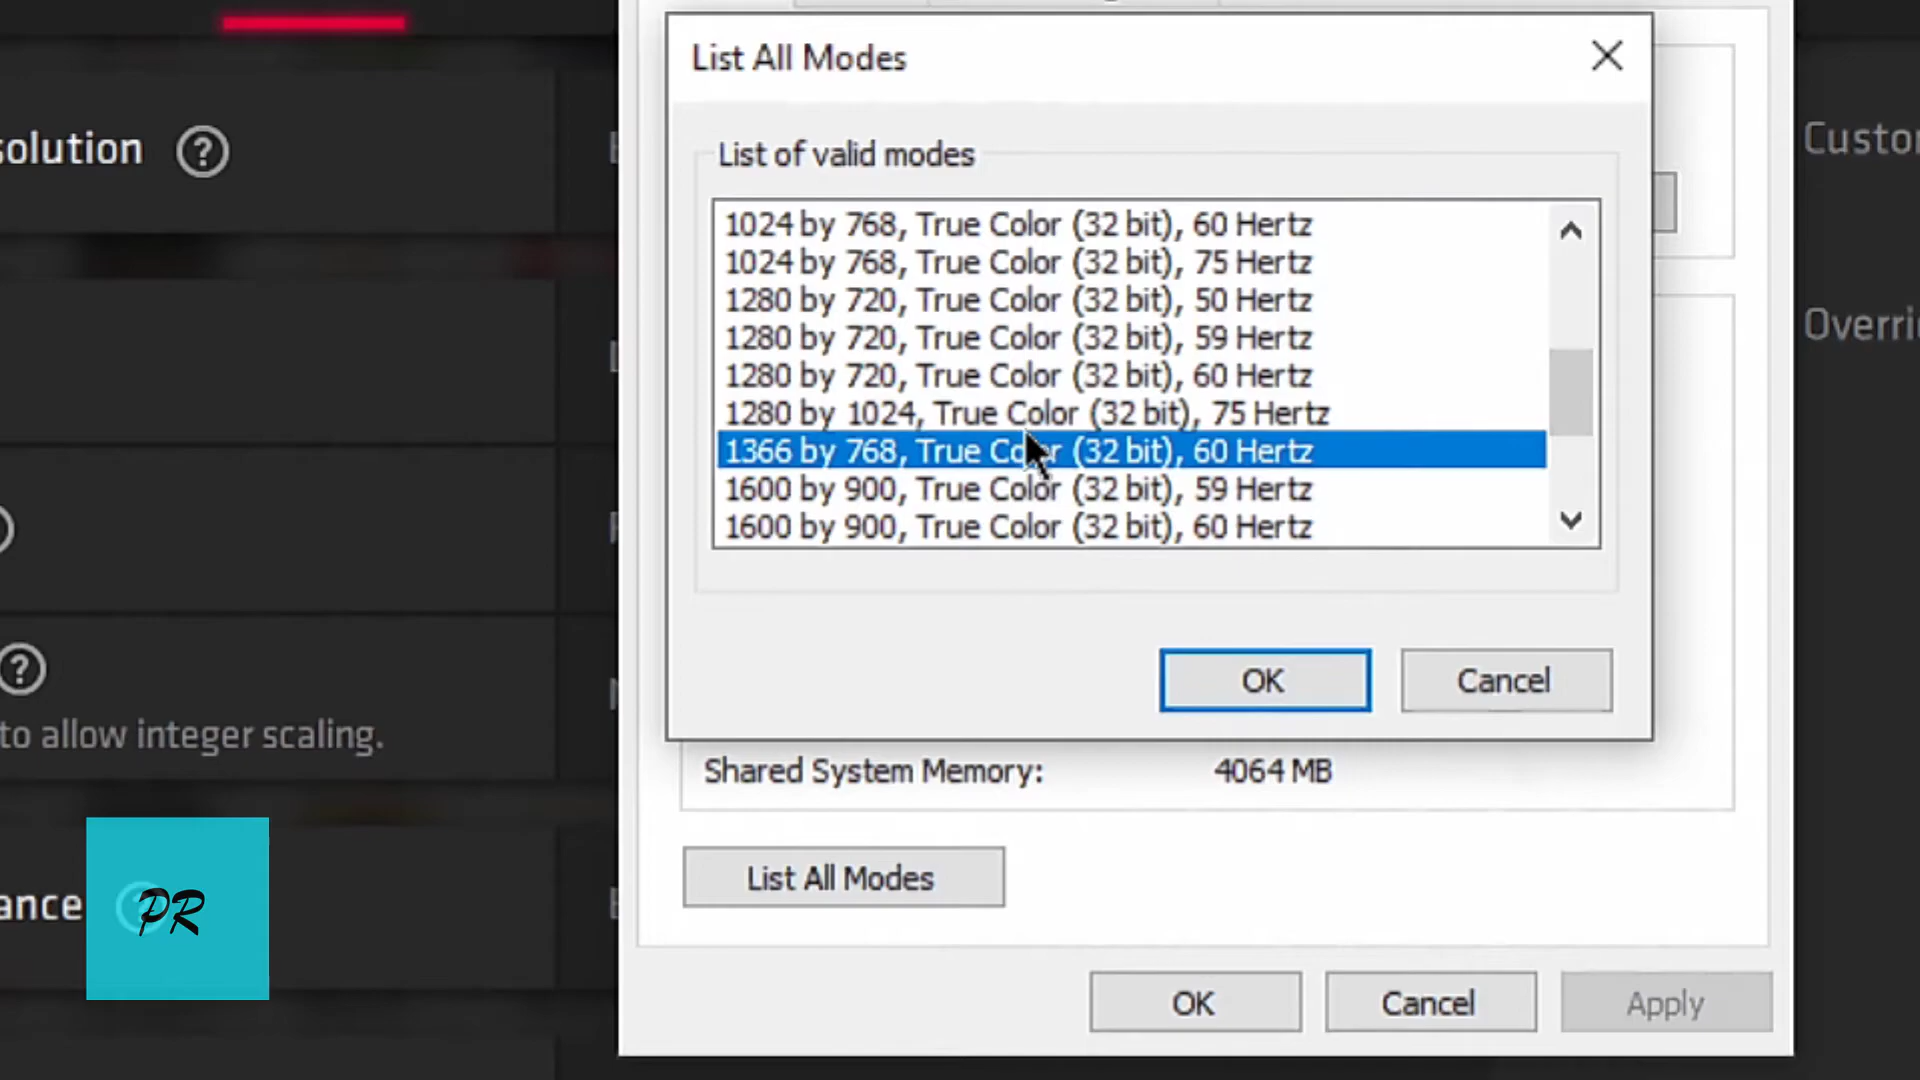 List All Modes
solution
Custo
List of valid modes
1024 by 768, True Color (32 bit), 60 Hertz
1024 by 768, True Color (32 bit), 75 Hertz
1280 by 720, True Color (32 bit), 50 Hertz
1280 by 720, True Color (32 bit), 59 Hertz
1280 by 720, True Color (32 bit), 60 Hertz
1280 by 1024, True Color (32 bit), 75 Hertz
1366 by 768, True Color (32 bit), 60 Hertz
1600 by 900, True Color (32 bit), 59 Hertz
1600 by 900, True Color (32 bit), 60 Hertz
Overri
OK
Cancel
to allow integer scaling.
Shared System Memory: 4064 MB
List All Modes
ance
PR
OK
Cancel
Apply